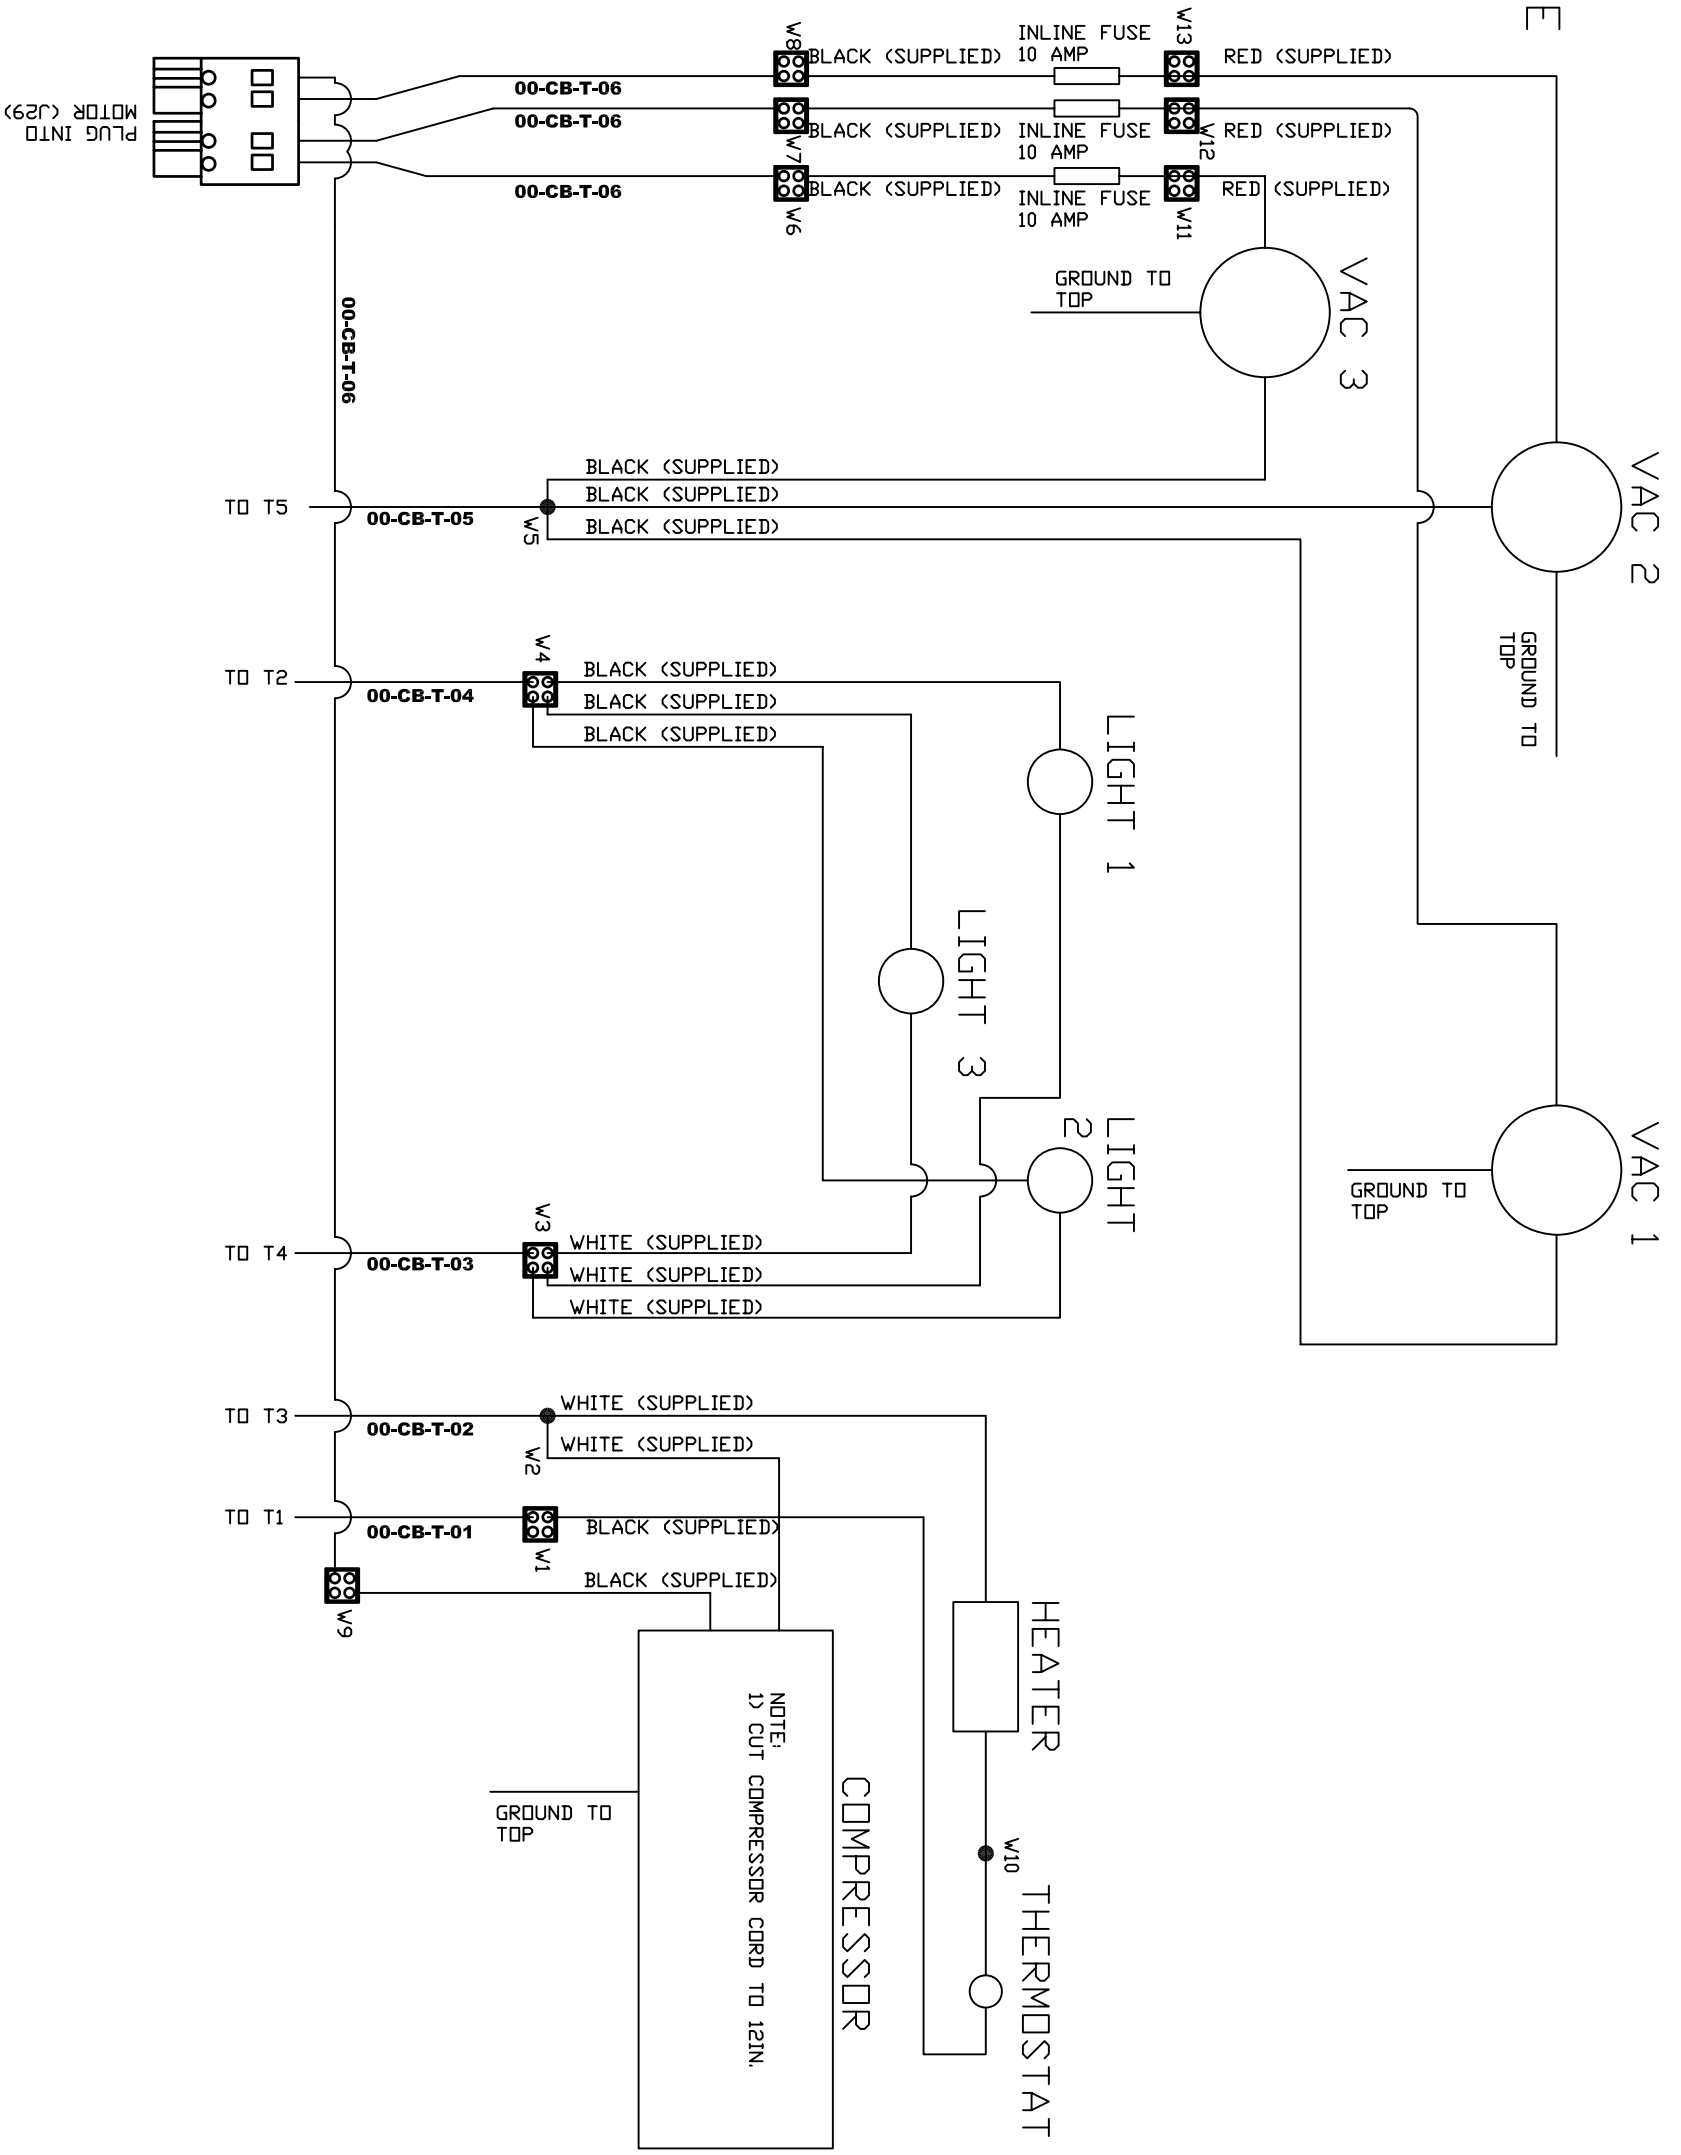 E
W8
BLACK (SUPPLIED)
INLINE FUSE
10 AMP
W13
RED (SUPPLIED)
00-CB-T-06
PLUG INTO
MOTOR (J29)
00-CB-T-06
W7
BLACK (SUPPLIED)
INLINE FUSE
10 AMP
W12
RED (SUPPLIED)
00-CB-T-06
W6
BLACK (SUPPLIED)
INLINE FUSE
10 AMP
W11
RED (SUPPLIED)
GROUND TO
TOP
VAC 3
00-CB-T-06
BLACK (SUPPLIED)
BLACK (SUPPLIED)
TO T5
00-CB-T-05
W5
BLACK (SUPPLIED)
VAC 2
GROUND TO
TOP
W4
BLACK (SUPPLIED)
TO T2
00-CB-T-04
BLACK (SUPPLIED)
BLACK (SUPPLIED)
LIGHT 1
LIGHT 3
LIGHT
2
VAC 1
GROUND TO
TOP
W3
WHITE (SUPPLIED)
TO T4
00-CB-T-03
WHITE (SUPPLIED)
WHITE (SUPPLIED)
WHITE (SUPPLIED)
TO T3
00-CB-T-02
W2
WHITE (SUPPLIED)
TO T1
00-CB-T-01
W1
BLACK (SUPPLIED)
BLACK (SUPPLIED)
W9
HEATER
NOTE:
1) CUT COMPRESSOR CORD TO 12IN.
COMPRESSOR
GROUND TO
TOP
W10
THERMOSTAT